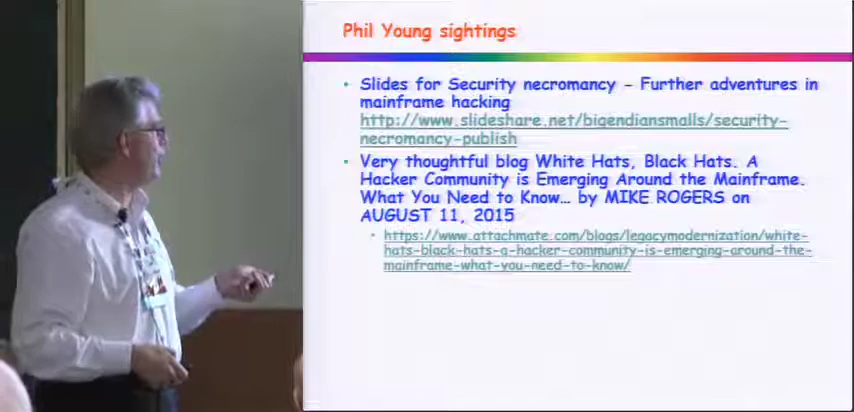 Phil Young sightings
Slides for Security necromancy - Further adventures in
mainframe hacking
http://www.slideshare.net/bigendiansmalls/security-
necromancy-publish
Very thoughtful blog White Hats, Black Hats. A
Hacker Community is Emerging Around the Mainframe.
What You Need to Know... by MIKE ROGERS on
AUGUST 11, 2015
https://www.attachmate.com/blogs/legacymodernization/white-
hats-black-hats-a-hacker-community-is-emerging-around-the-
mainframe-what-you-need-to-know/